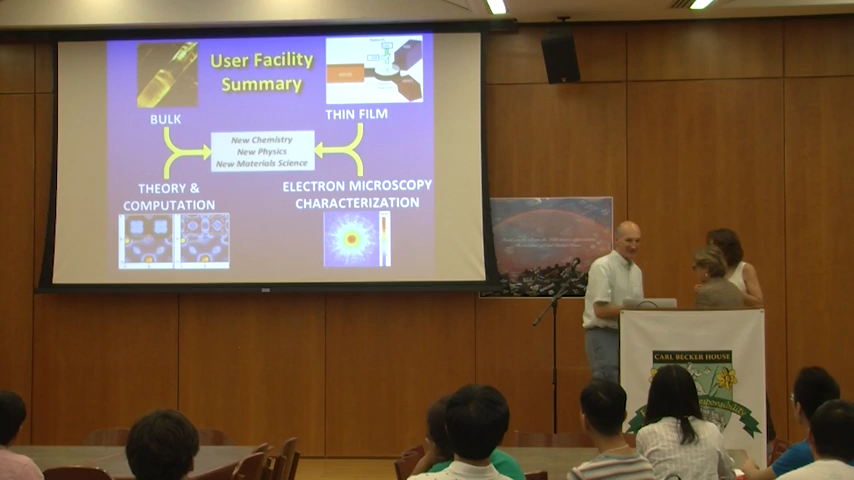 User Facility
Summary
BULK
THIN FILM
New Chemistry
New Physics
New Materials Science
THEORY &
COMPUTATION
ELECTRON MICROSCOPY
CHARACTERIZATION
CARL BECKER HOUSE